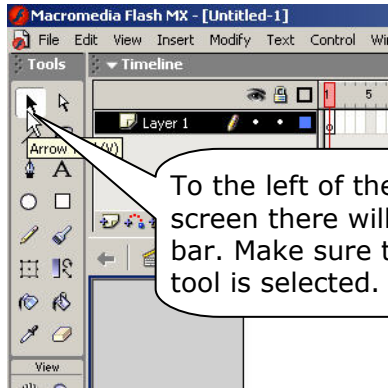 Macromedia Flash MX - [Untitled-1]
File Edit View Insert Modify Text Control
Tools Timeline
1 5
Layer 1
Arrow (V)
A
To the left of the
screen there will
bar. Make sure
tool is selected.
View